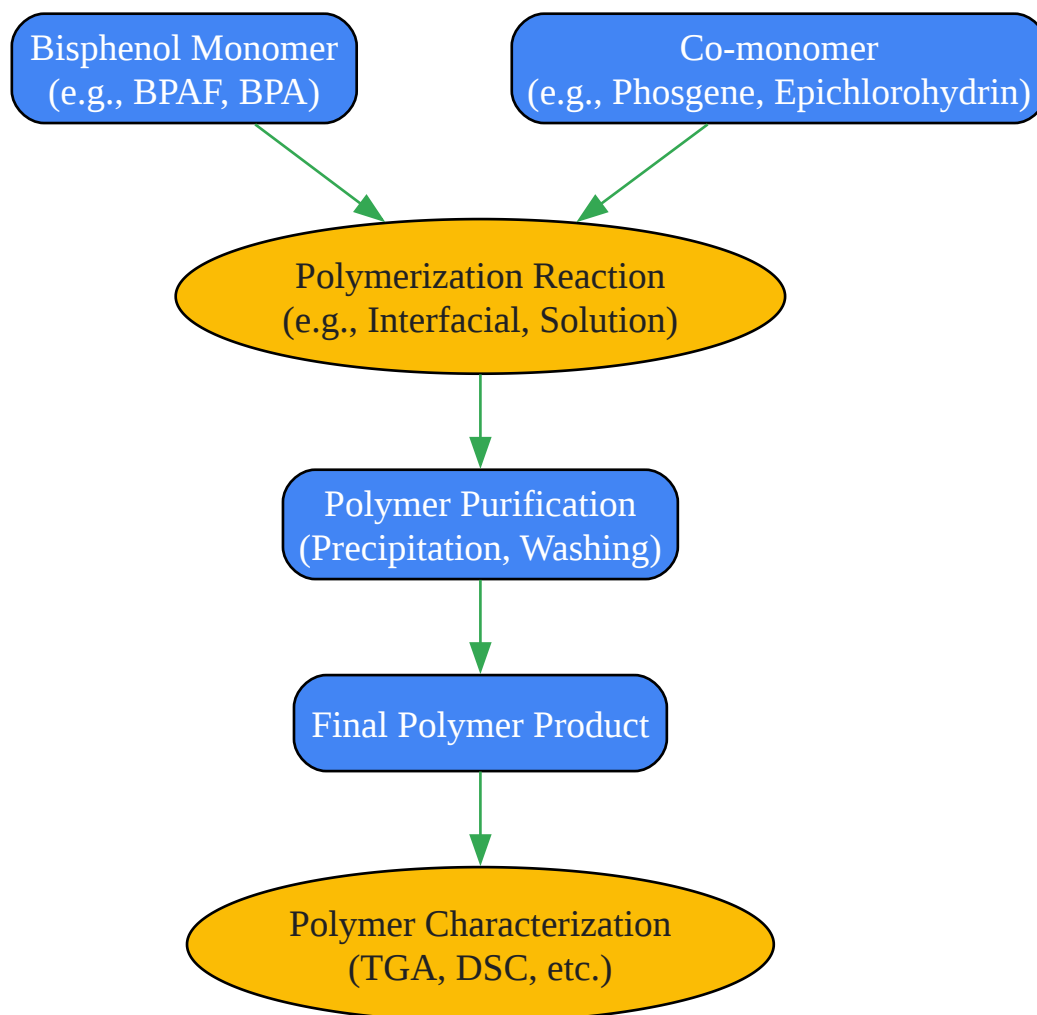 Bisphenol Monomer
(e.g., BPAF, BPA)
Co-monomer
(e.g., Phosgene, Epichlorohydrin)
Polymerization Reaction
(e.g., Interfacial, Solution)
Polymer Purification
(Precipitation, Washing)
Final Polymer Product
Polymer Characterization
(TGA, DSC, etc.)